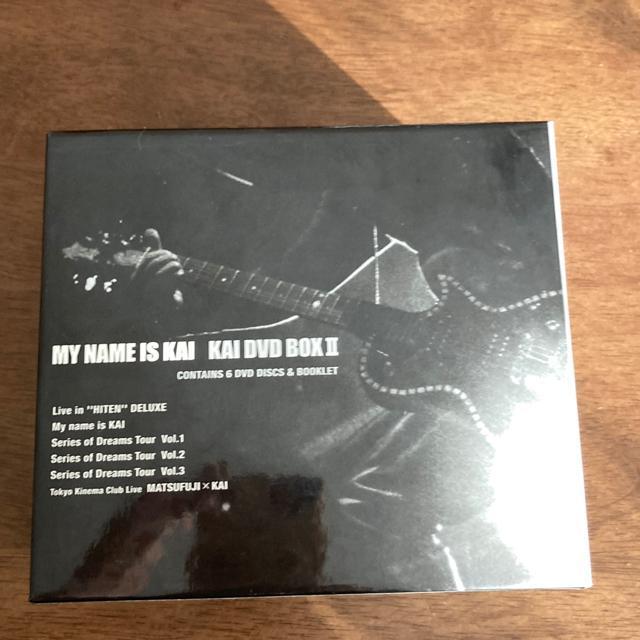 MY NAME IS KAI KAI DVD BOX II
CONTAINS 6 DVD DISCS & BOOKLET
Live in "HITEN" DELUXE
My name is KAI
Series of Dreams Tour Vol.1
Series of Dreams Tour Vol.2
Series of Dreams Tour Vol.3
Tokyo Kinema Club Live MATSUFUJI×KAI